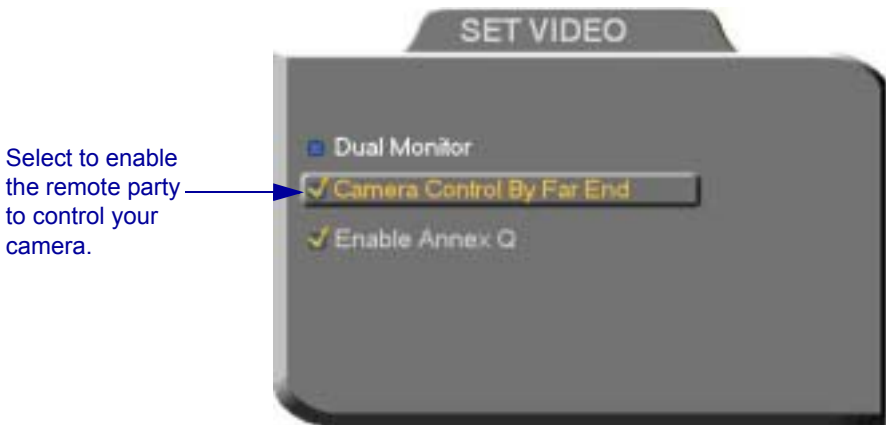 SET VIDEO
Dual Monitor
Select to enable
the remote party
to control your
camera.
Camera Control By Far End
Enable Annex Q